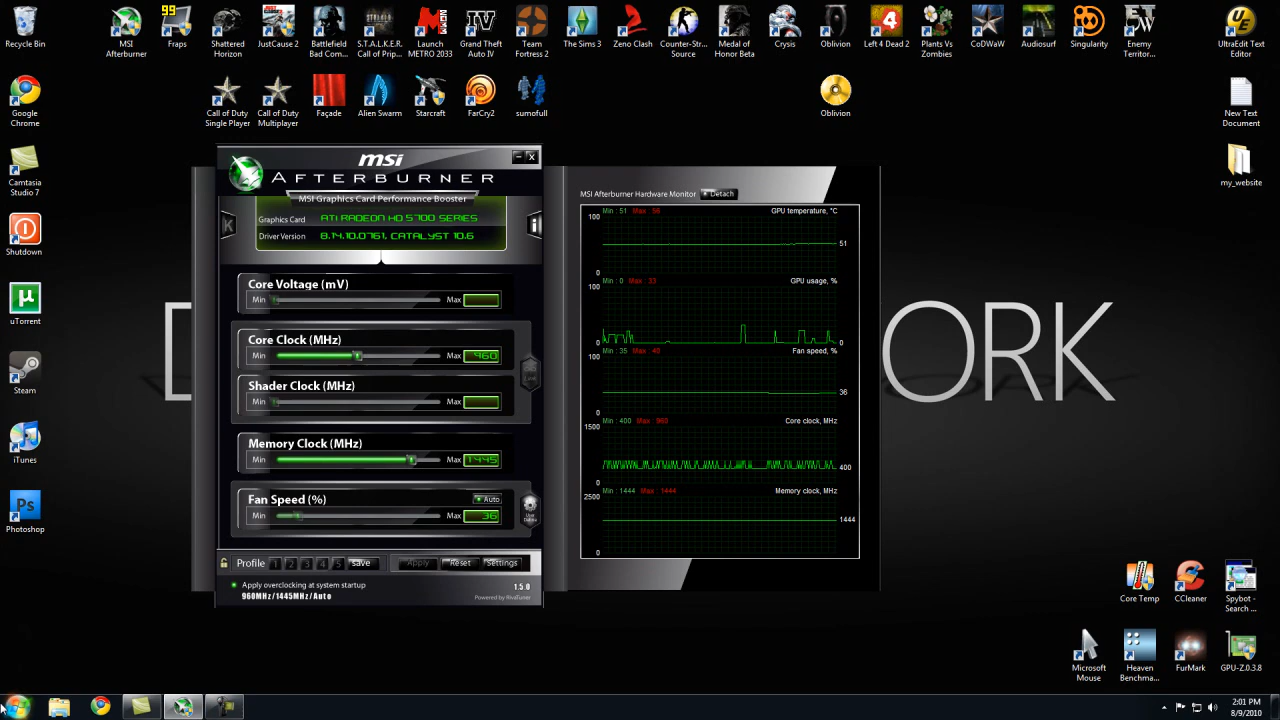 99
Recycle Bin
MSI Afterburner
Fraps
Shattered Horizon
JustCause 2
Battlefield Bad Com...
S.T.A.L.K.E.R. Call of Prip...
Launch METRO 2033
Grand Theft Auto IV
Team Fortress 2
The Sims 3
Zeno Clash
Counter-Str... Source
Medal of Honor Beta
Crysis
Oblivion
Left 4 Dead 2
Plants Vs Zombies
CoDWaW
Audiosurf
Singularity
Enemy Territor...
UltraEdit Text Editor
Google Chrome
Call of Duty Single Player
Call of Duty Multiplayer
Façade
Alien Swarm
Starcraft
FarCry2
sumofull
Oblivion
New Text Document
Camtasia Studio 7
my_website
Shutdown
uTorrent
Steam
iTunes
Photoshop
msi
AFTERBURNER
MSI Graphics Card Performance Booster
Graphics Card ATI RADEON HD 5700 SERIES
Driver Version 8.14.10.0761, CATALYST 10.6
Core Voltage (mV)
Min Max
Core Clock (MHz)
Min Max 960
Shader Clock (MHz)
Min Max
Memory Clock (MHz)
Min Max 1445
Fan Speed (%) Auto
Min Max 36
User Define
Profile 1 2 3 4 5 save Apply Reset Settings
Apply overclocking at system startup 1.5.0
960MHz/1445MHz/Auto Powered by RivaTuner
MSI Afterburner Hardware Monitor Detach
Min : 51 Max : 56 GPU temperature, °C
100
51
0
Min : 0 Max : 33 GPU usage, %
100
0
0
Min : 35 Max : 40 Fan speed, %
100
36
0
Min : 400 Max : 960 Core clock, MHz
1500
400
0
Min : 1444 Max : 1444 Memory clock, MHz
2500
1444
0
D ORK
Core Temp
CCleaner
Spybot - Search ...
Microsoft Mouse
Heaven Benchma...
FurMark
GPU-Z.0.3.8
2:01 PM
8/9/2010